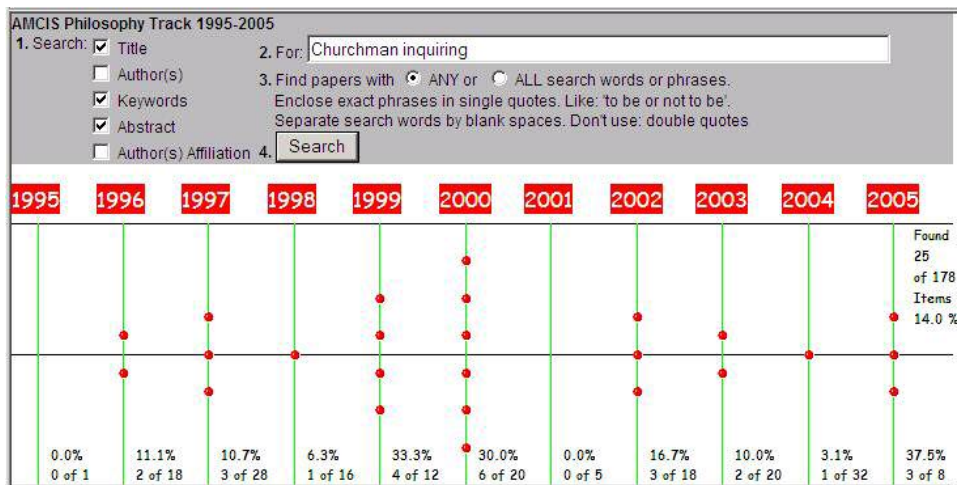 AMCIS Philosophy Track 1995-2005
1. Search: Title
Author(s)
Keywords
Abstract
Author(s) Affiliation
2. For: Churchman inquiring
3. Find papers with ANY or ALL search words or phrases.
Enclose exact phrases in single quotes. Like: 'to be or not to be'.
Separate search words by blank spaces. Don't use: double quotes
4. Search
1995 1996 1997 1998 1999 2000 2001 2002 2003 2004 2005
Found
25
of 178
Items
14.0 %
0.0% 11.1% 10.7% 6.3% 33.3% 30.0% 0.0% 16.7% 10.0% 3.1% 37.5%
0 of 1 2 of 18 3 of 28 1 of 16 4 of 12 6 of 20 0 of 5 3 of 18 2 of 20 1 of 32 3 of 8